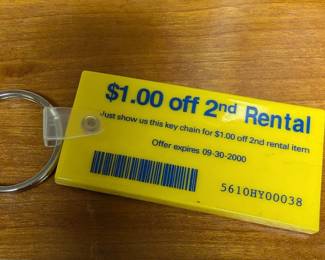 $1.00 off 2nd Rental
Just show us this key chain for $1.00 off 2nd rental item
Offer expires 09-30-2000
5610HY00038